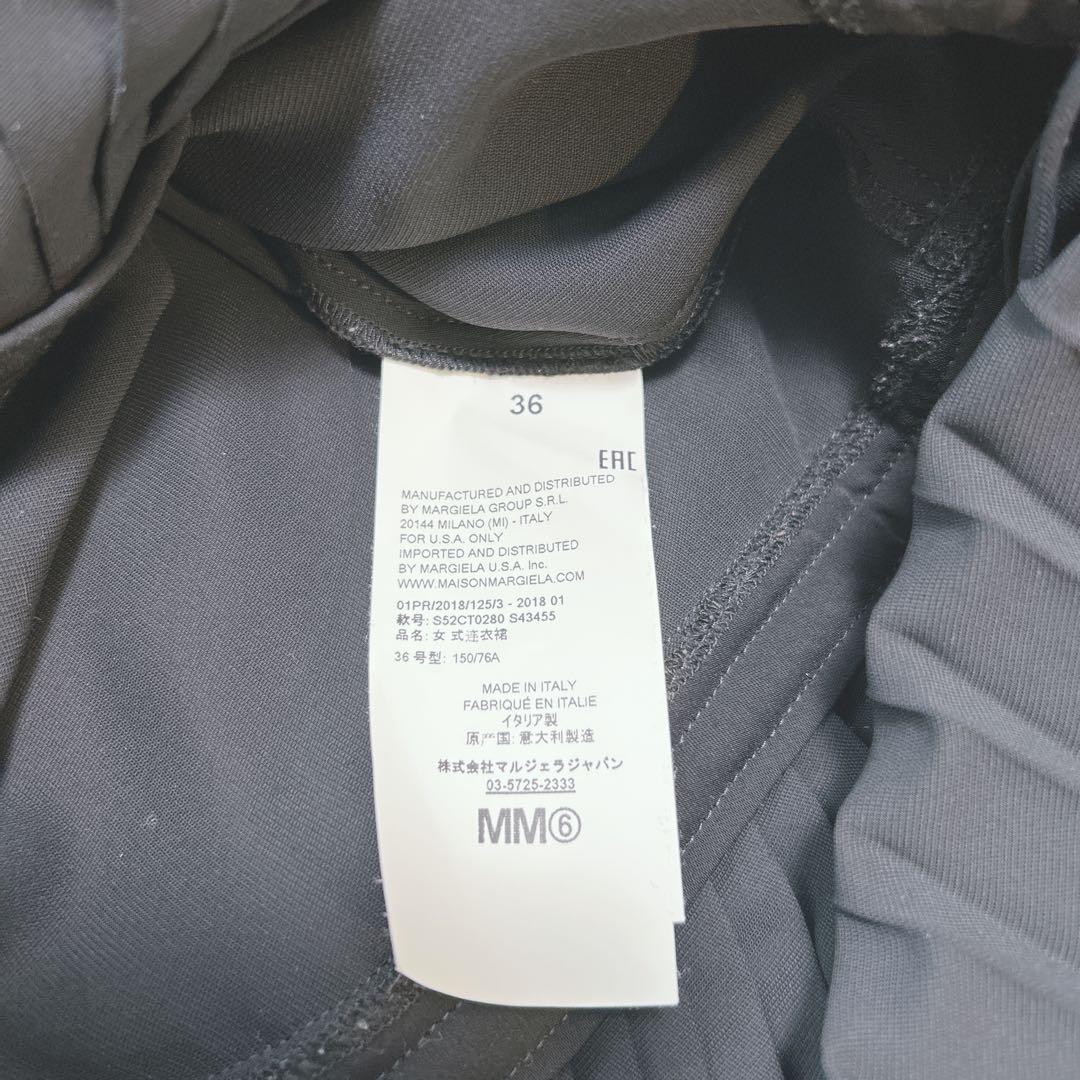 36
EAC
MANUFACTURED AND DISTRIBUTED
BY MARGIELA GROUP S.R.L.
20144 MILANO (MI) - ITALY
FOR U.S.A. ONLY
IMPORTED AND DISTRIBUTED
BY MARGIELA U.S.A. Inc.
WWW.MAISONMARGIELA.COM
01PR/2018/125/3 - 2018 01
款号: S52CT0280 S43455
品名: 女 式连衣裙
36 号型: 150/76A
MADE IN ITALY
FABRIQUÉ EN ITALIE
イタリア製
原产国: 意大利製造
株式会社マルジェラジャパン
03-5725-2333
MM⑥